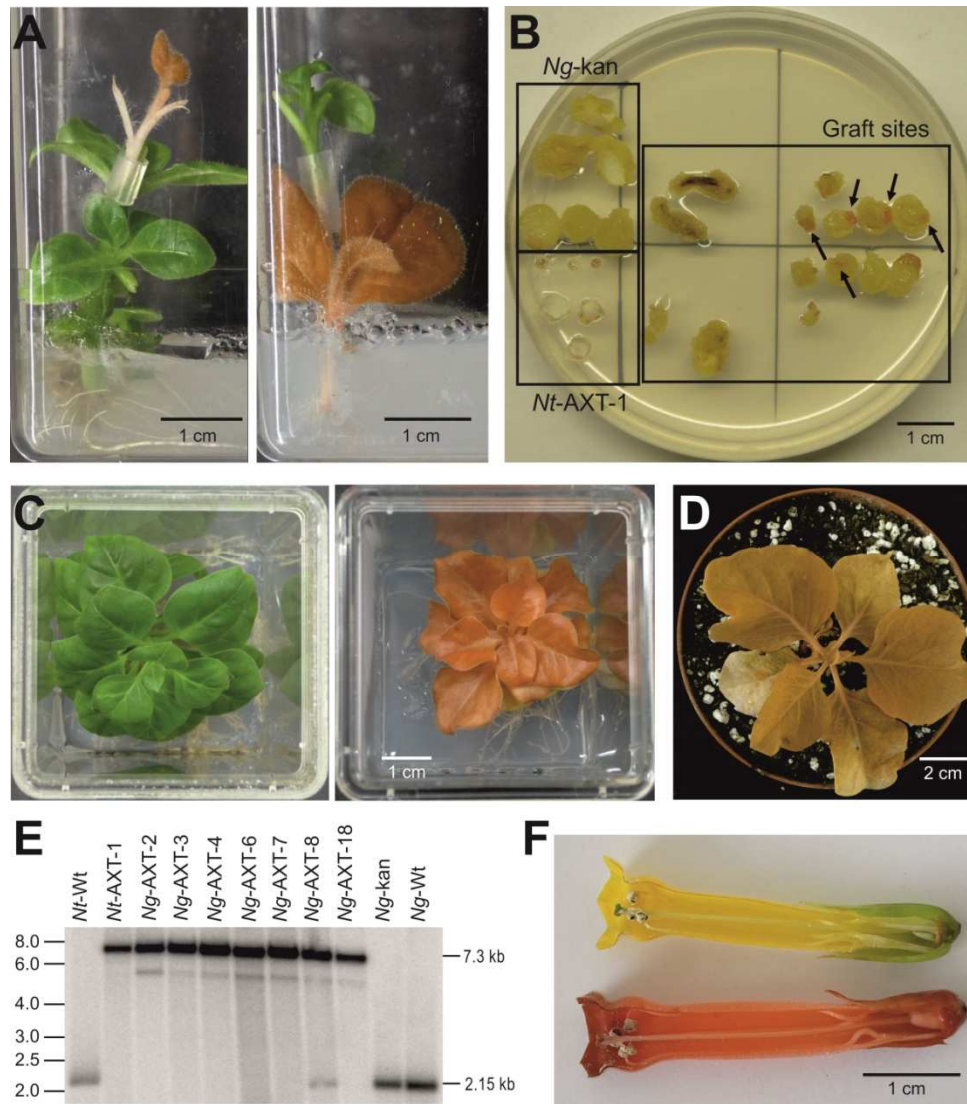 A
1 cm
1 cm
B
Ng-kan
Graft sites
Nt-AXT-1
1 cm
C
1 cm
D
2 cm
E
Nt-Wt
Nt-AXT-1
Ng-AXT-2
Ng-AXT-3
Ng-AXT-4
Ng-AXT-6
Ng-AXT-7
Ng-AXT-8
Ng-AXT-18
Ng-kan
Ng-Wt
8.0
6.0
4.0
3.0
2.5
2.0
7.3 kb
2.15 kb
F
1 cm